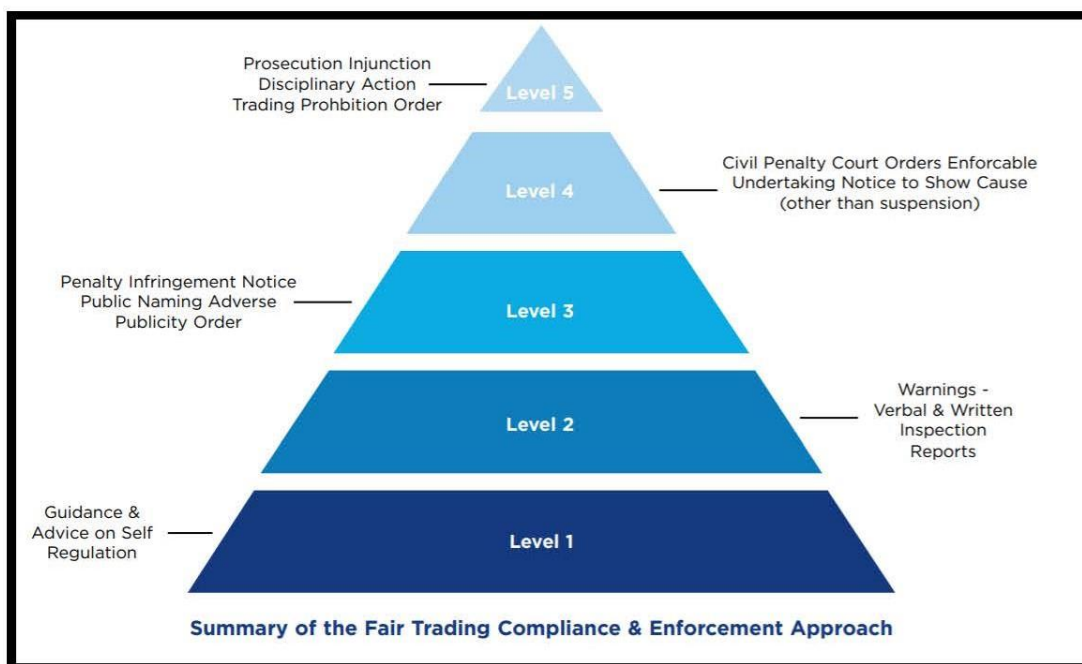 Prosecution Injunction
Disciplinary Action
Trading Prohbition Order
Level 5
Level 4
Civil Penalty Court Orders Enforcable
Undertaking Notice to Show Cause
(other than suspension)
Penalty Infringement Notice
Public Naming Adverse
Publicity Order
Level 3
Level 2
Warnings -
Verbal & Written
Inspection
Reports
Guidance &
Advice on Self
Regulation
Level 1
Summary of the Fair Trading Compliance & Enforcement Approach